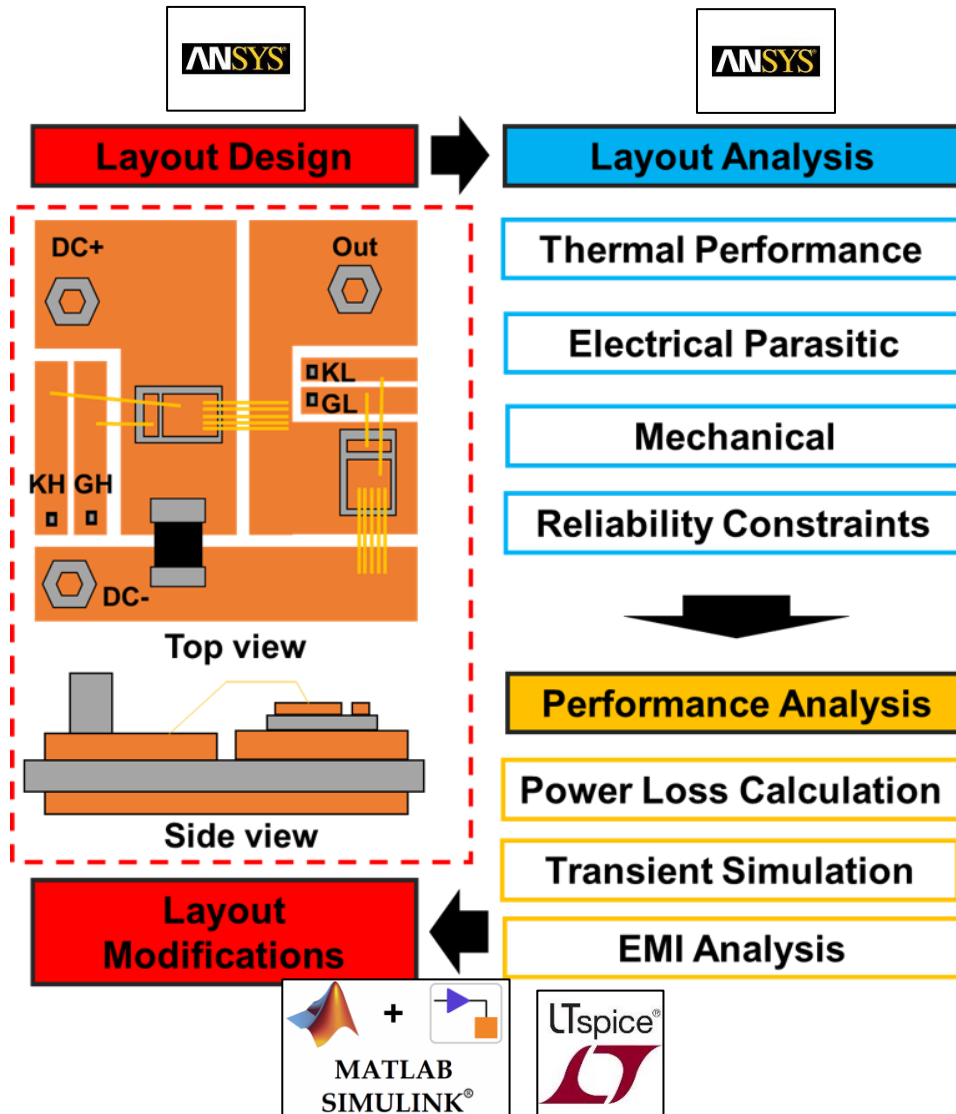 ANSYS®
ANSYS®
Layout Design
Layout Analysis
DC+
Out
KL
GL
KH GH
DC-
Top view
Side view
Thermal Performance
Electrical Parasitic
Mechanical
Reliability Constraints
Performance Analysis
Power Loss Calculation
Transient Simulation
EMI Analysis
Layout
Modifications
+
MATLAB
SIMULINK®
LTspice®